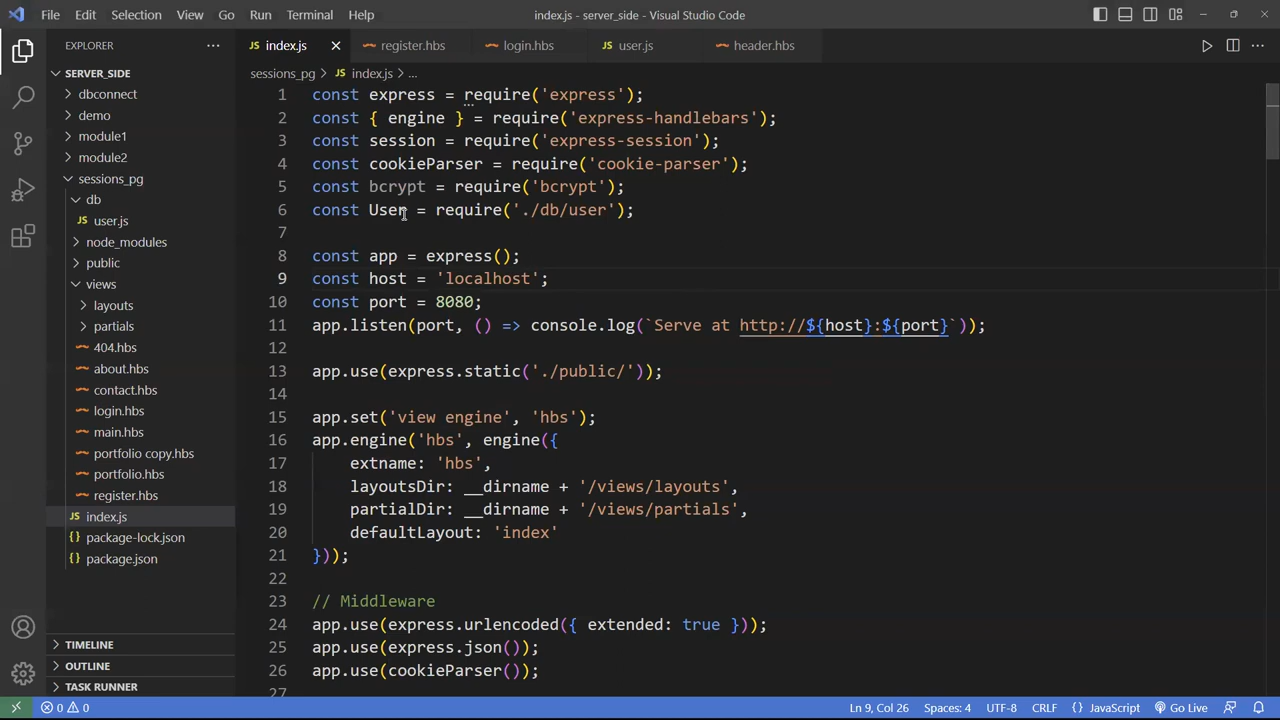 File Edit Selection View Go Run Terminal Help index.js - server_side - Visual Studio Code
EXPLORER ...
SERVER_SIDE
dbconnect
demo
module1
module2
sessions_pg
db
JS user.js
node_modules
public
views
layouts
partials
404.hbs
about.hbs
contact.hbs
login.hbs
main.hbs
portfolio copy.hbs
portfolio.hbs
register.hbs
JS index.js
{} package-lock.json
{} package.json
TIMELINE
OUTLINE
TASK RUNNER
JS index.js register.hbs login.hbs JS user.js header.hbs
sessions_pg > JS index.js > ...
1 const express = require('express');
2 const { engine } = require('express-handlebars');
3 const session = require('express-session');
4 const cookieParser = require('cookie-parser');
5 const bcrypt = require('bcrypt');
6 const User = require('./db/user');
7
8 const app = express();
9 const host = 'localhost';
10 const port = 8080;
11 app.listen(port, () => console.log(`Serve at http://${host}:${port}`));
12
13 app.use(express.static('./public/'));
14
15 app.set('view engine', 'hbs');
16 app.engine('hbs', engine({
17 extname: 'hbs',
18 layoutsDir: __dirname + '/views/layouts',
19 partialDir: __dirname + '/views/partials',
20 defaultLayout: 'index'
21 }));
22
23 // Middleware
24 app.use(express.urlencoded({ extended: true }));
25 app.use(express.json());
26 app.use(cookieParser());
27
0 0 Ln 9, Col 26 Spaces: 4 UTF-8 CRLF {} JavaScript Go Live